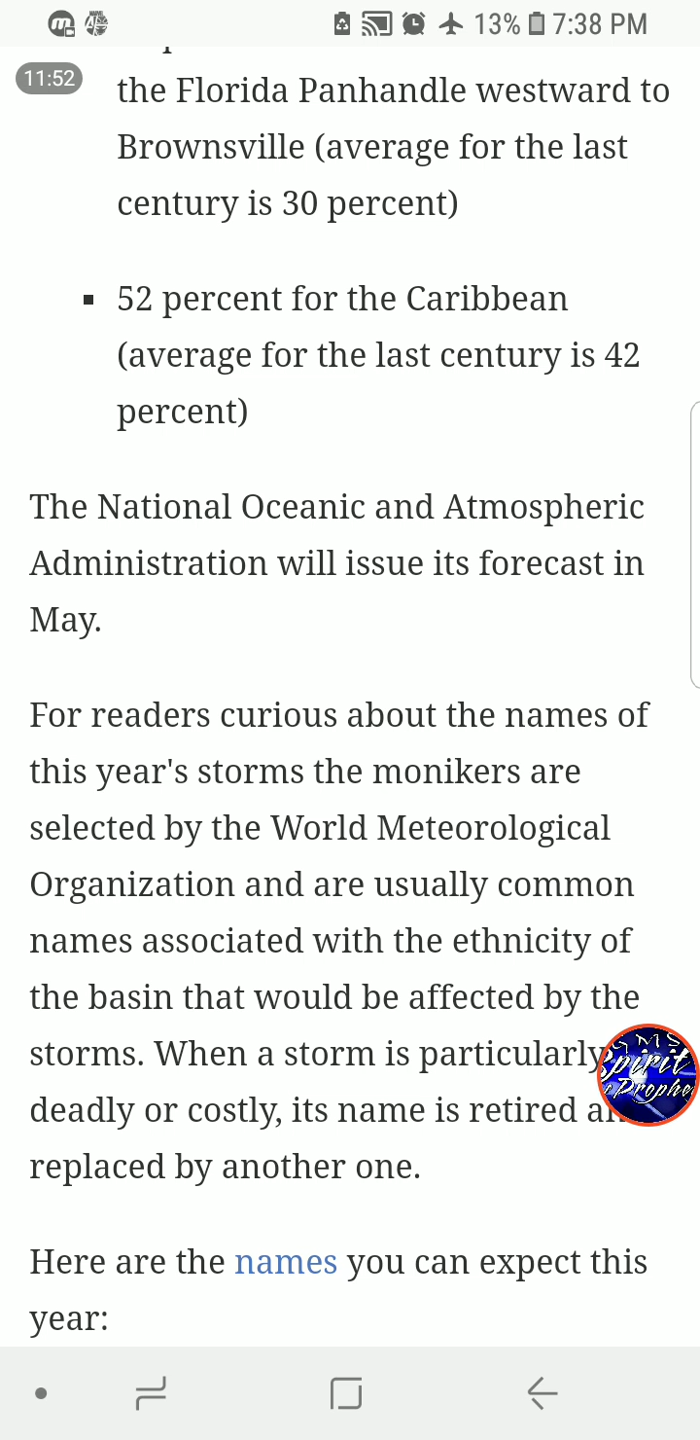 13% 7:38 PM
11:52
the Florida Panhandle westward to
Brownsville (average for the last
century is 30 percent)
▪ 52 percent for the Caribbean
(average for the last century is 42
percent)
The National Oceanic and Atmospheric
Administration will issue its forecast in
May.
For readers curious about the names of
this year's storms the monikers are
selected by the World Meteorological
Organization and are usually common
names associated with the ethnicity of
the basin that would be affected by the
storms. When a storm is particularly
deadly or costly, its name is retired
replaced by another one.
Here are the names you can expect this
year:
GMS
Spirit